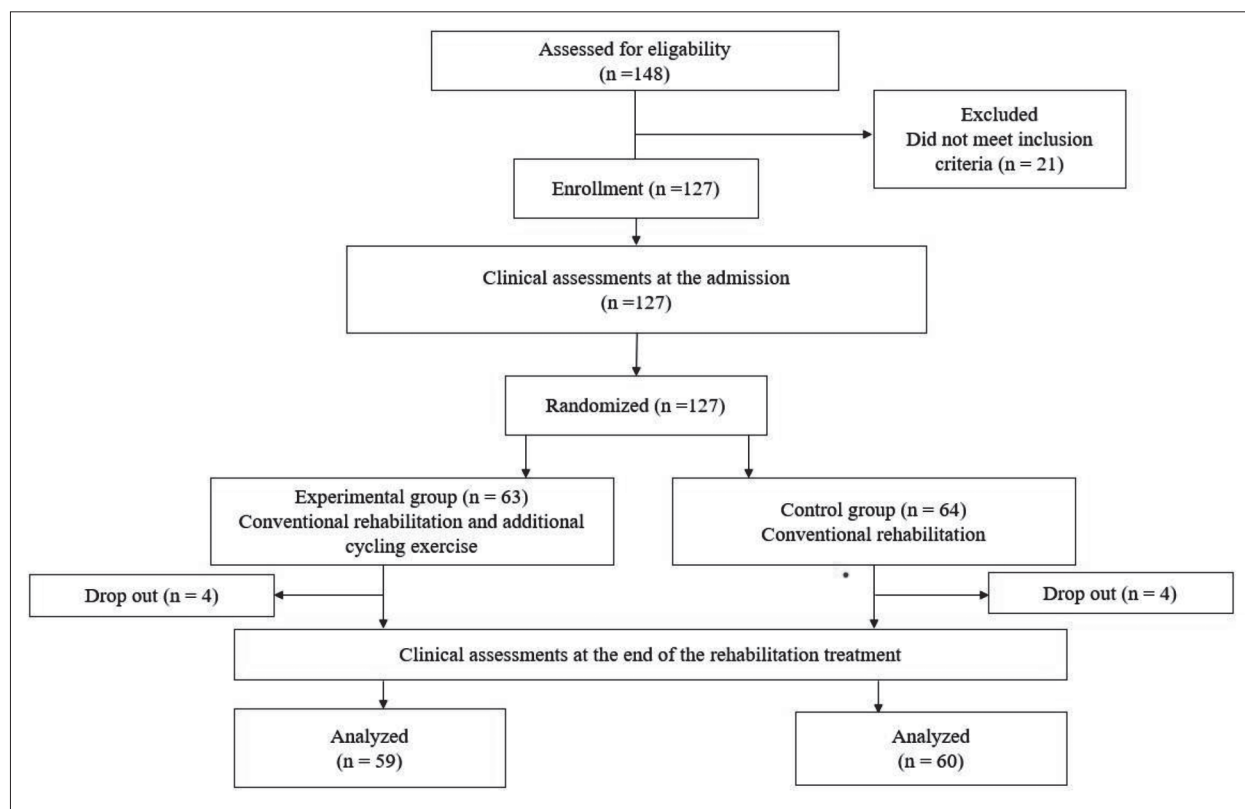 Assessed for eligability
(n =148)
Excluded
Did not meet inclusion
criteria (n = 21)
Enrollment (n =127)
Clinical assessments at the admission
(n =127)
Randomized (n =127)
Experimental group (n = 63)
Conventional rehabilitation and additional
cycling exercise
Control group (n = 64)
Conventional rehabilitation
Drop out (n = 4)
Drop out (n = 4)
Clinical assessments at the end of the rehabilitation treatment
Analyzed
(n = 59)
Analyzed
(n = 60)